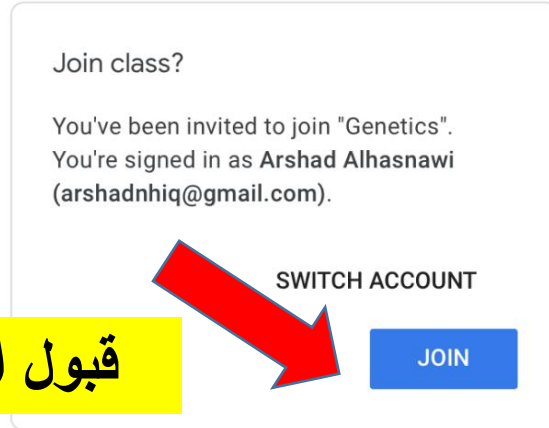 Join class?
You've been invited to join "Genetics".
You're signed in as Arshad Alhasnawi
(arshadnhiq@gmail.com).
SWITCH ACCOUNT
قبول
JOIN